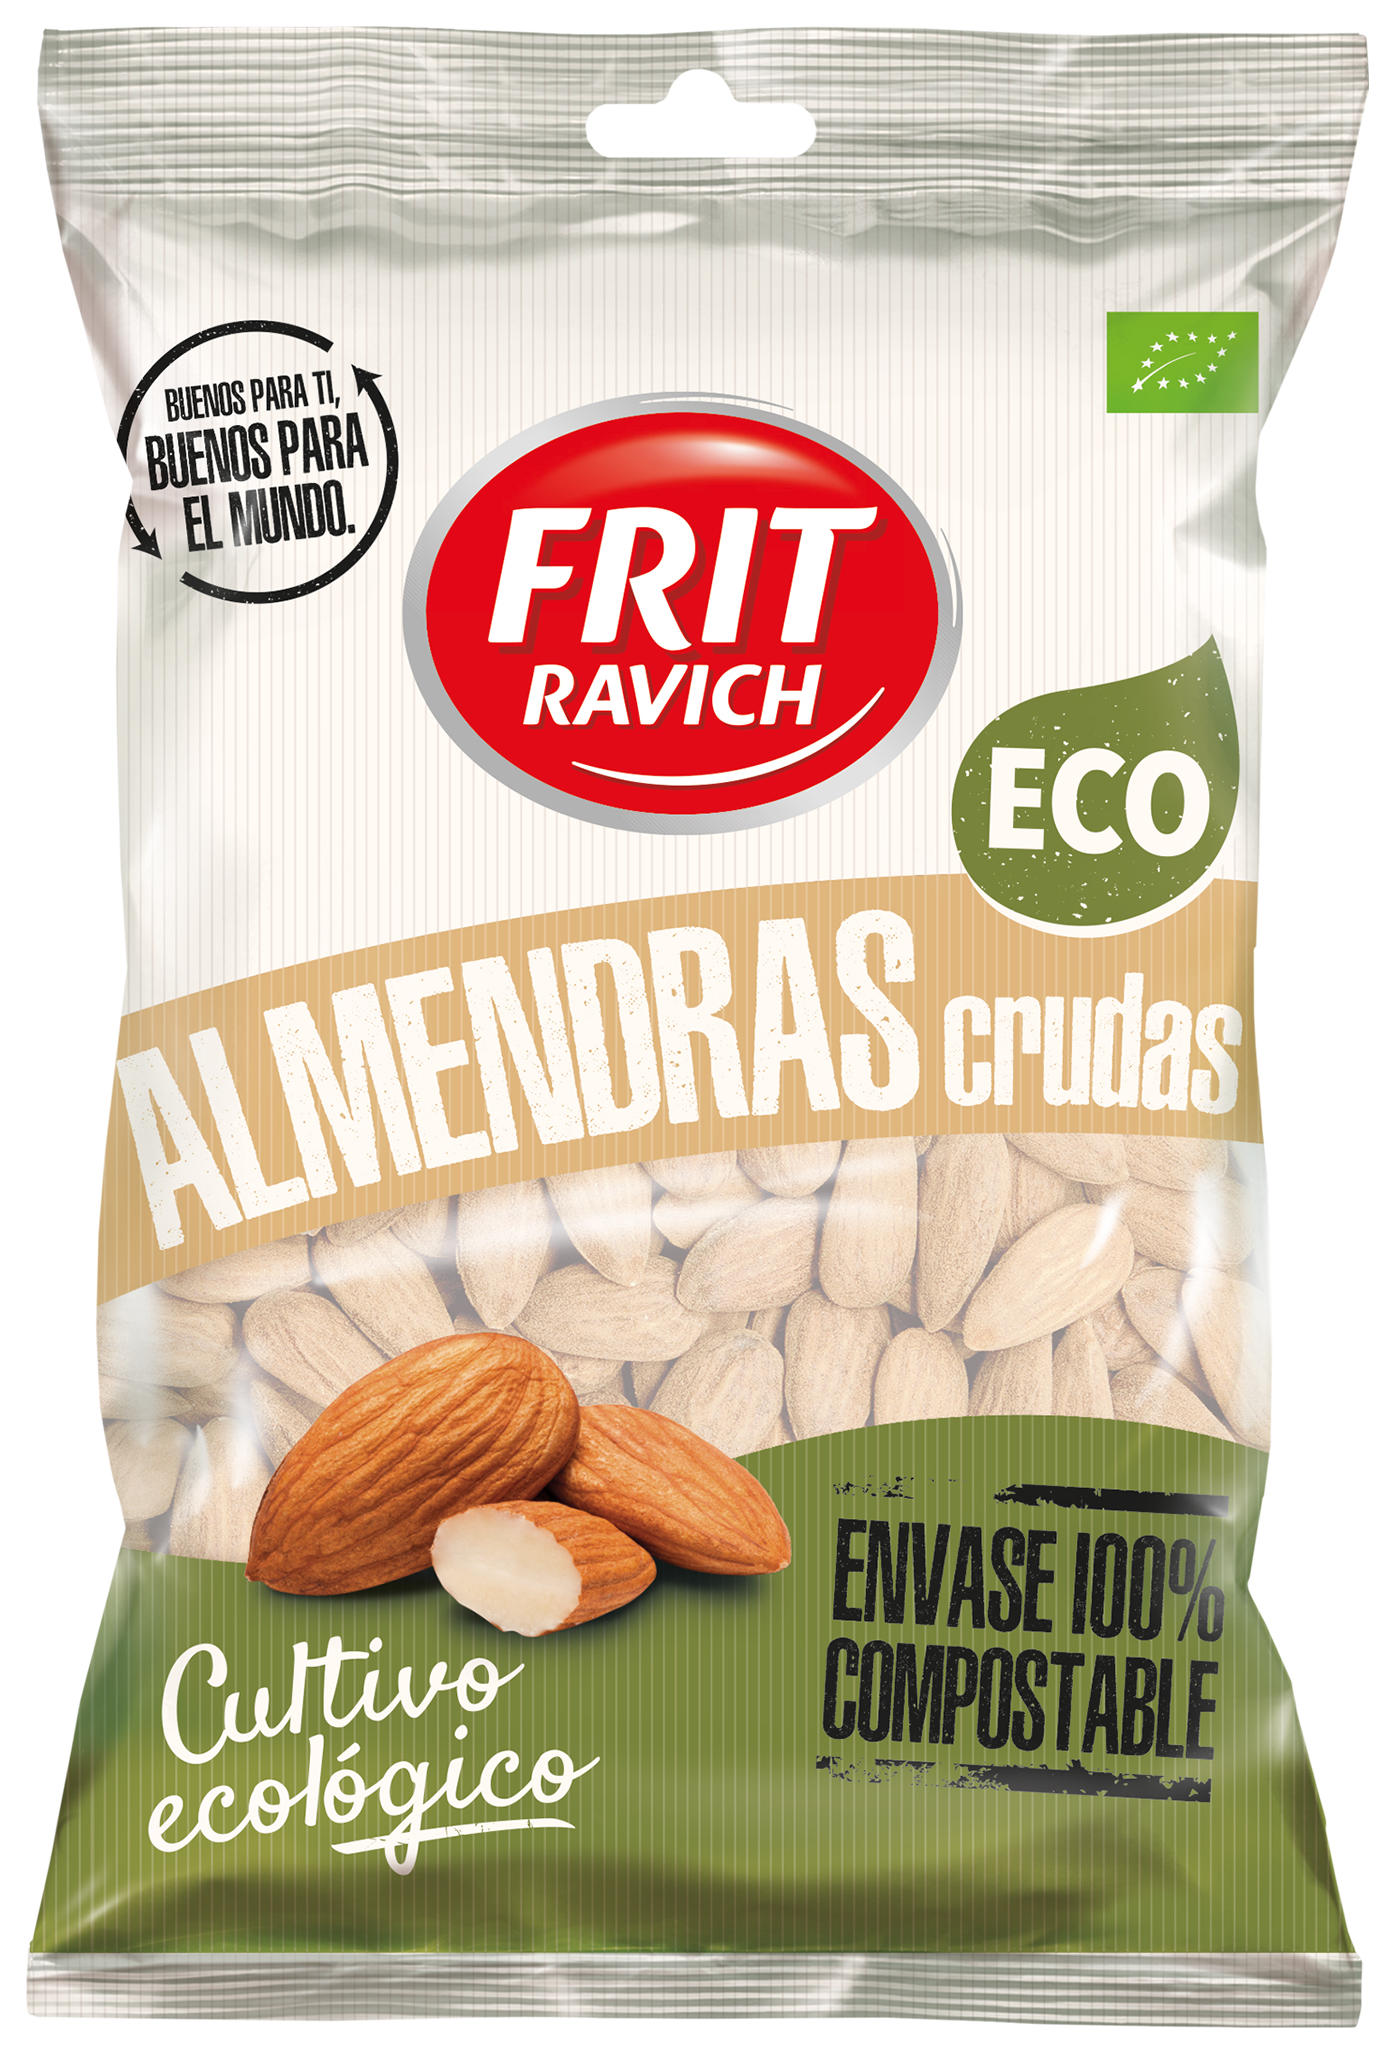 BUENOS PARA TI,
BUENOS PARA
EL MUNDO.
FRIT
RAVICH
ECO
ALMENDRAS crudas
Cultivo
ecológico
ENVASE 100%
COMPOSTABLE